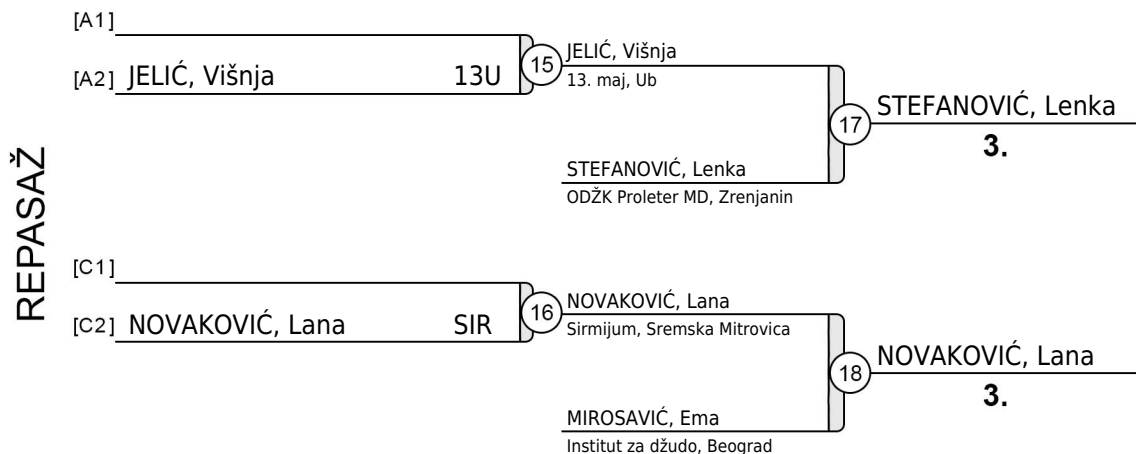 REPASAŽ
[A1]
[A2] JELIĆ, Višnja 13U
15
JELIĆ, Višnja
13. maj, Ub
17
STEFANOVIĆ, Lenka
3.
STEFANOVIĆ, Lenka
ODŽK Proleter MD, Zrenjanin
[C1]
[C2] NOVAKOVIĆ, Lana SIR
16
NOVAKOVIĆ, Lana
Sirmijum, Sremska Mitrovica
18
NOVAKOVIĆ, Lana
3.
MIROSAVIĆ, Ema
Institut za džudo, Beograd